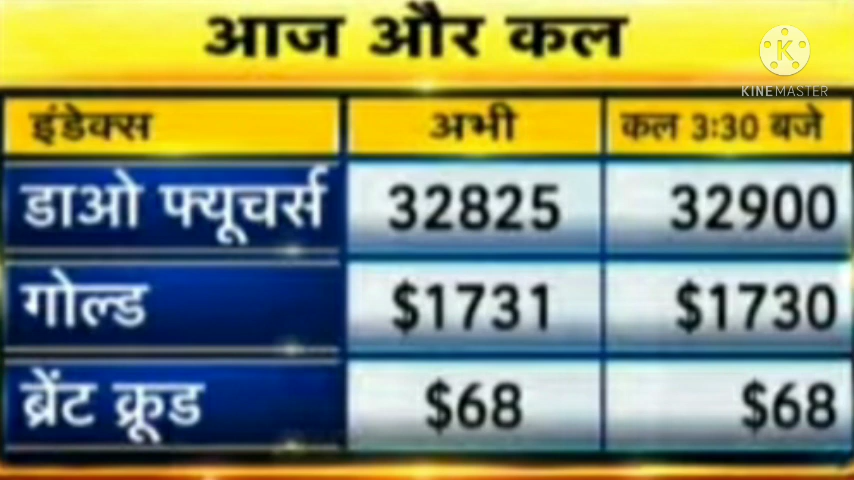 आज और कल
KINEMASTER
इंडेक्स अभी कल 3:30 बजे
डाओ फ्यूचर्स 32825 32900
गोल्ड $1731 $1730
ब्रेंट क्रूड $68 $68